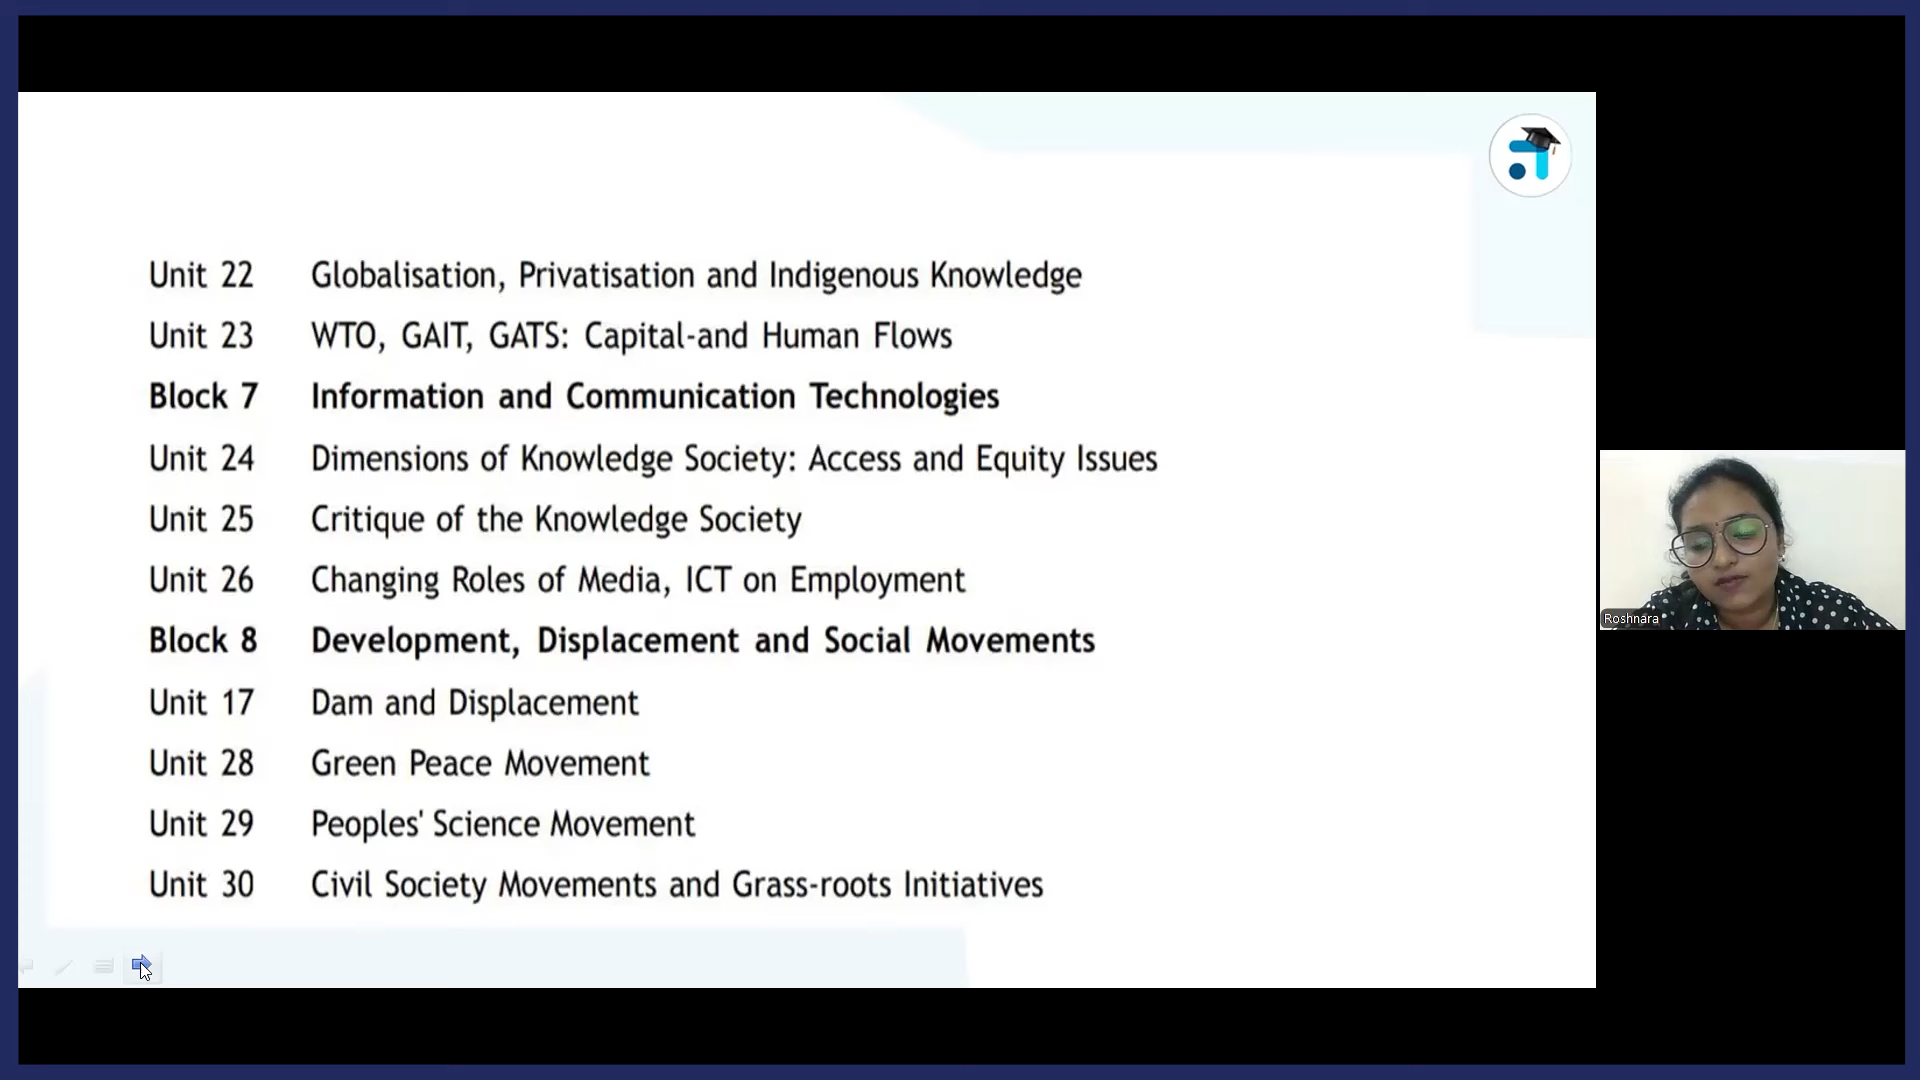 Unit 22 Globalisation, Privatisation and Indigenous Knowledge
Unit 23 WTO, GAIT, GATS: Capital-and Human Flows
Block 7 Information and Communication Technologies
Unit 24 Dimensions of Knowledge Society: Access and Equity Issues
Unit 25 Critique of the Knowledge Society
Unit 26 Changing Roles of Media, ICT on Employment
Block 8 Development, Displacement and Social Movements
Unit 17 Dam and Displacement
Unit 28 Green Peace Movement
Unit 29 Peoples' Science Movement
Unit 30 Civil Society Movements and Grass-roots Initiatives
Roshnara